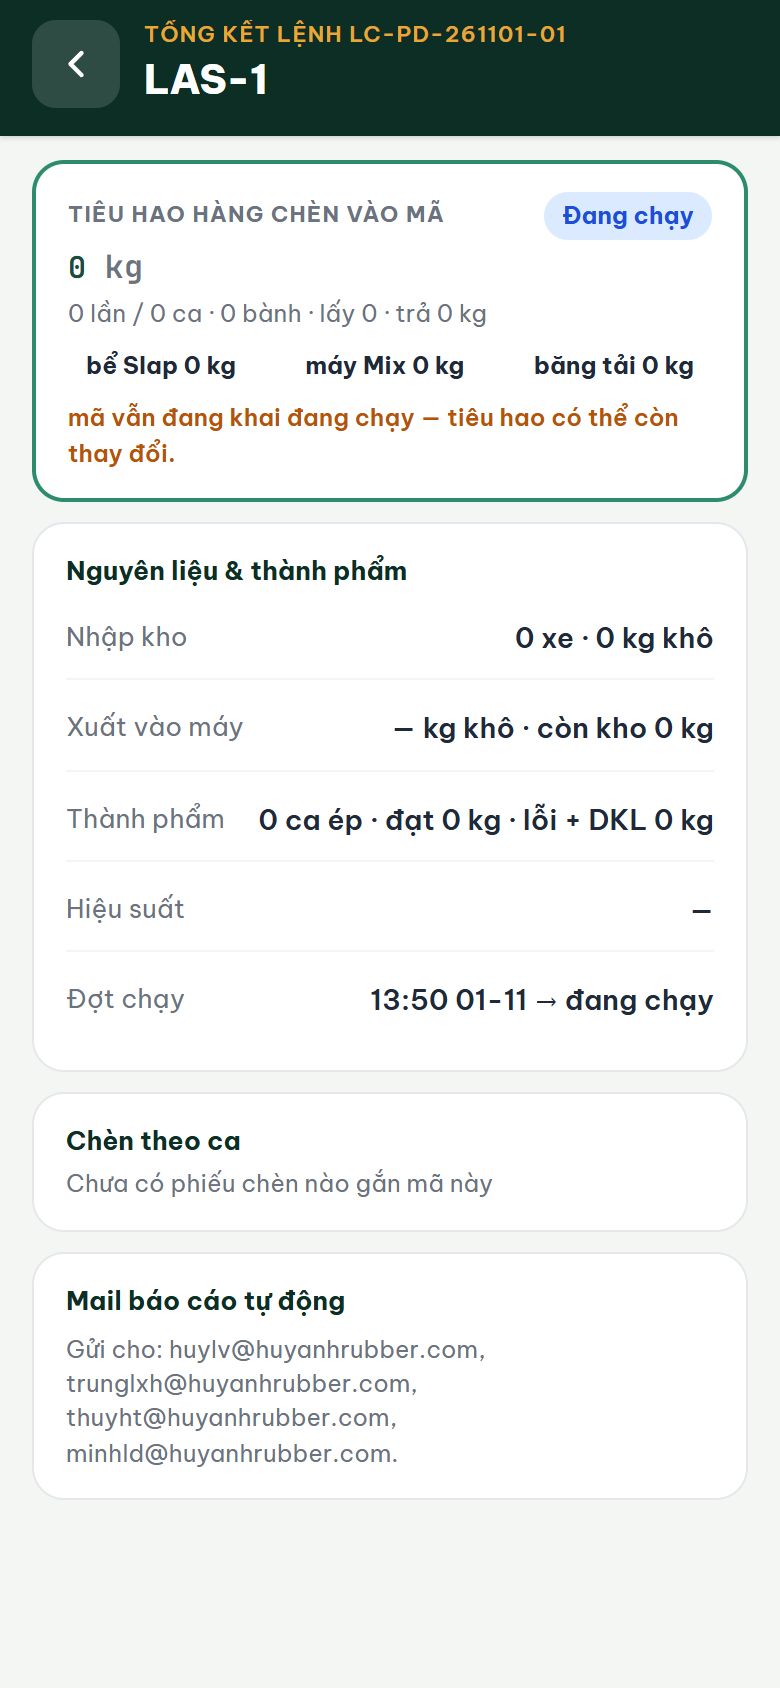 TỔNG KẾT LỆNH LC-PD-261101-01
LAS-1
TIÊU HAO HÀNG CHÈN VÀO MÃ
Đang chạy
0 kg
0 lần / 0 ca · 0 bành · lấy 0 · trả 0 kg
bể Slap 0 kg máy Mix 0 kg băng tải 0 kg
mã vẫn đang khai đang chạy — tiêu hao có thể còn
thay đổi.
Nguyên liệu & thành phẩm
Nhập kho 0 xe · 0 kg khô
Xuất vào máy — kg khô · còn kho 0 kg
Thành phẩm 0 ca ép · đạt 0 kg · lỗi + DKL 0 kg
Hiệu suất —
Đợt chạy 13:50 01-11 → đang chạy
Chèn theo ca
Chưa có phiếu chèn nào gắn mã này
Mail báo cáo tự động
Gửi cho: huylv@huyanhrubber.com,
trunglxh@huyanhrubber.com,
thuyht@huyanhrubber.com,
minhld@huyanhrubber.com.